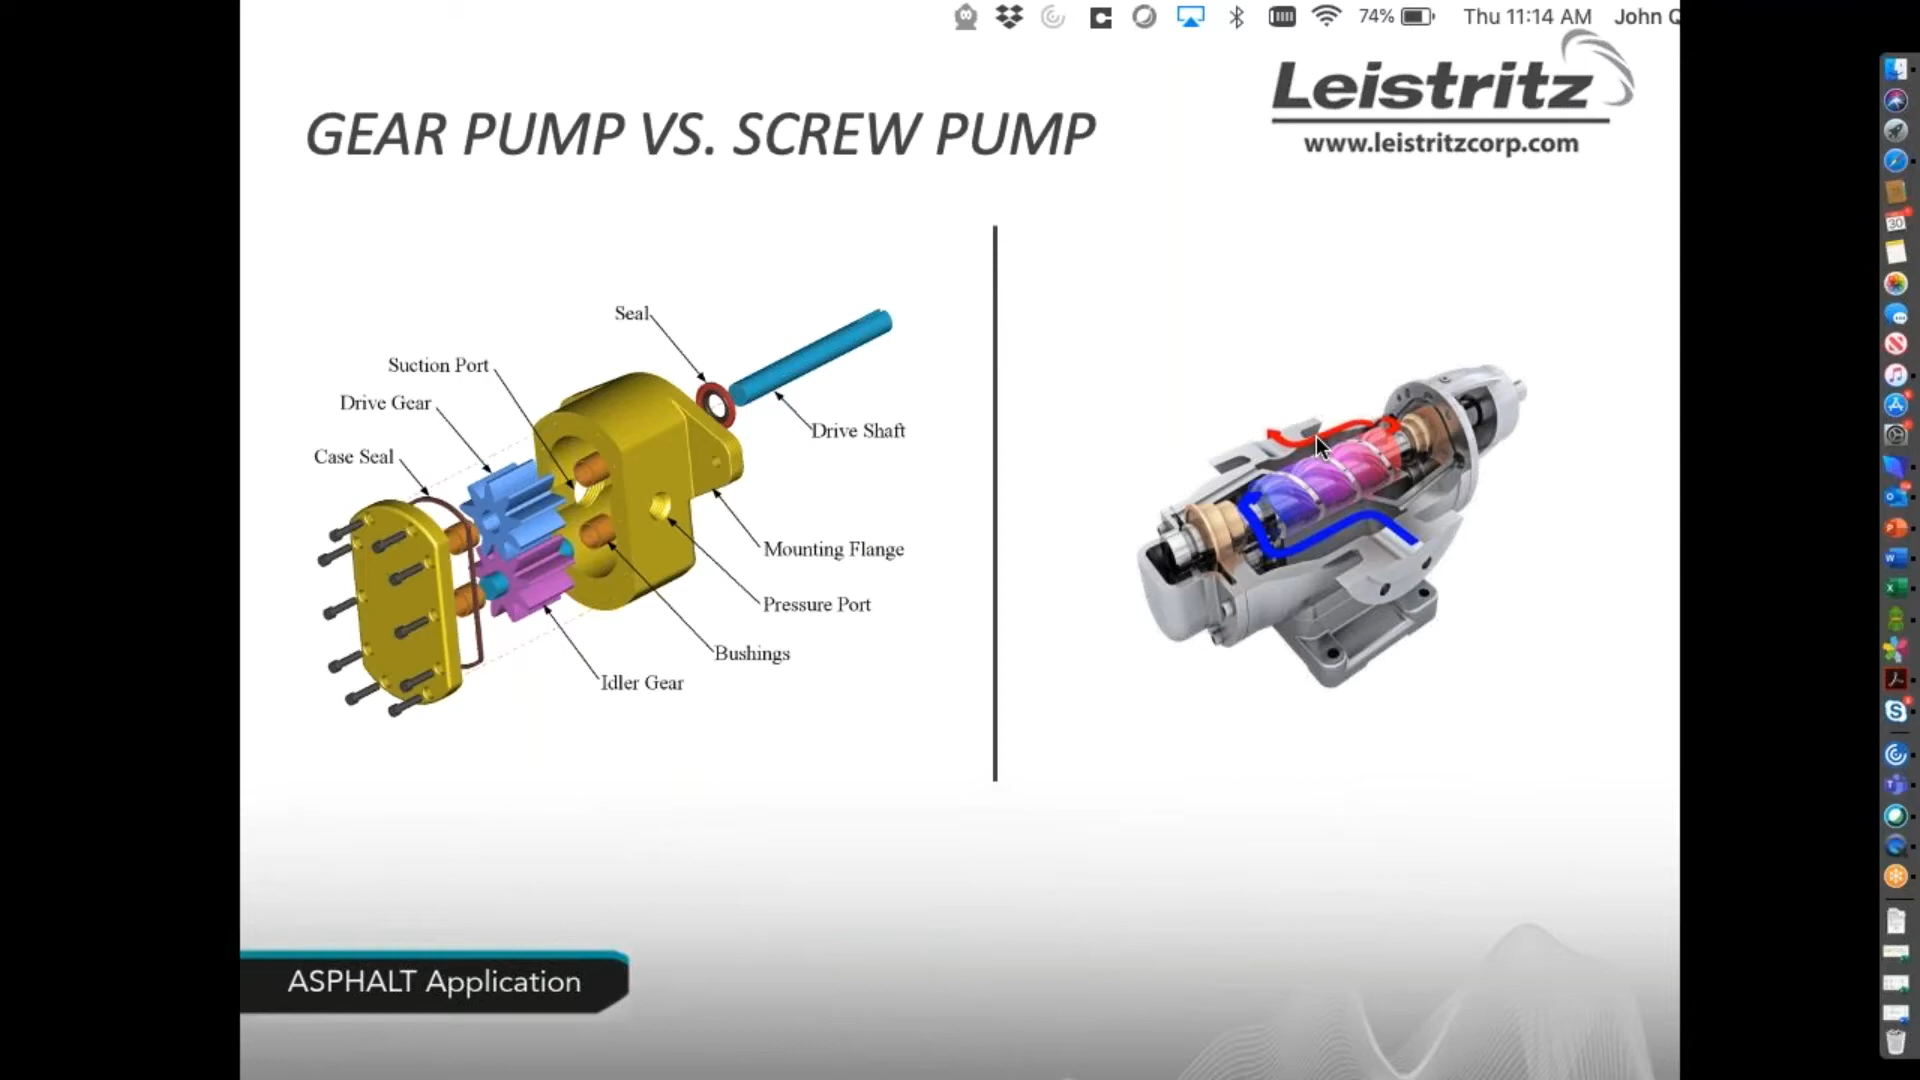 74% Thu 11:14 AM John Q
Leistritz
www.leistritzcorp.com
GEAR PUMP VS. SCREW PUMP
Seal
Suction Port
Drive Gear
Case Seal
Drive Shaft
Mounting Flange
Pressure Port
Bushings
Idler Gear
ASPHALT Application
30